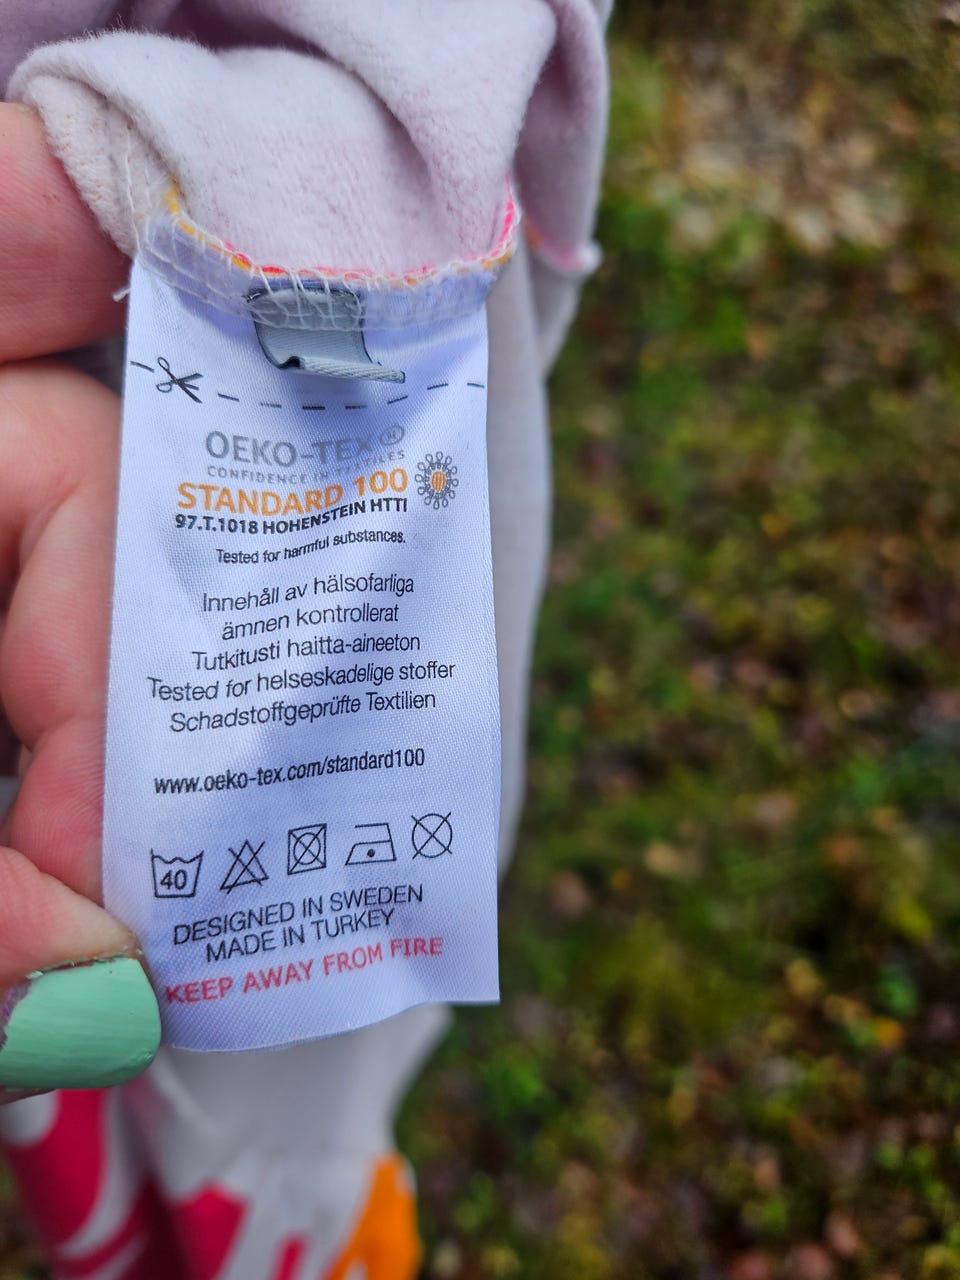 OEKO-TEX®
CONFIDENCE IN TEXTILES
STANDARD 100
97.T.1018 HOHENSTEIN HTTI
Tested for harmful substances.
Innehåll av hälsofarliga
ämnen kontrollerat
Tutkitusti haitta-aineeton
Tested for helseskadelige stoffer
Schadstoffgeprüfte Textilien
www.oeko-tex.com/standard100
40
DESIGNED IN SWEDEN
MADE IN TURKEY
KEEP AWAY FROM FIRE